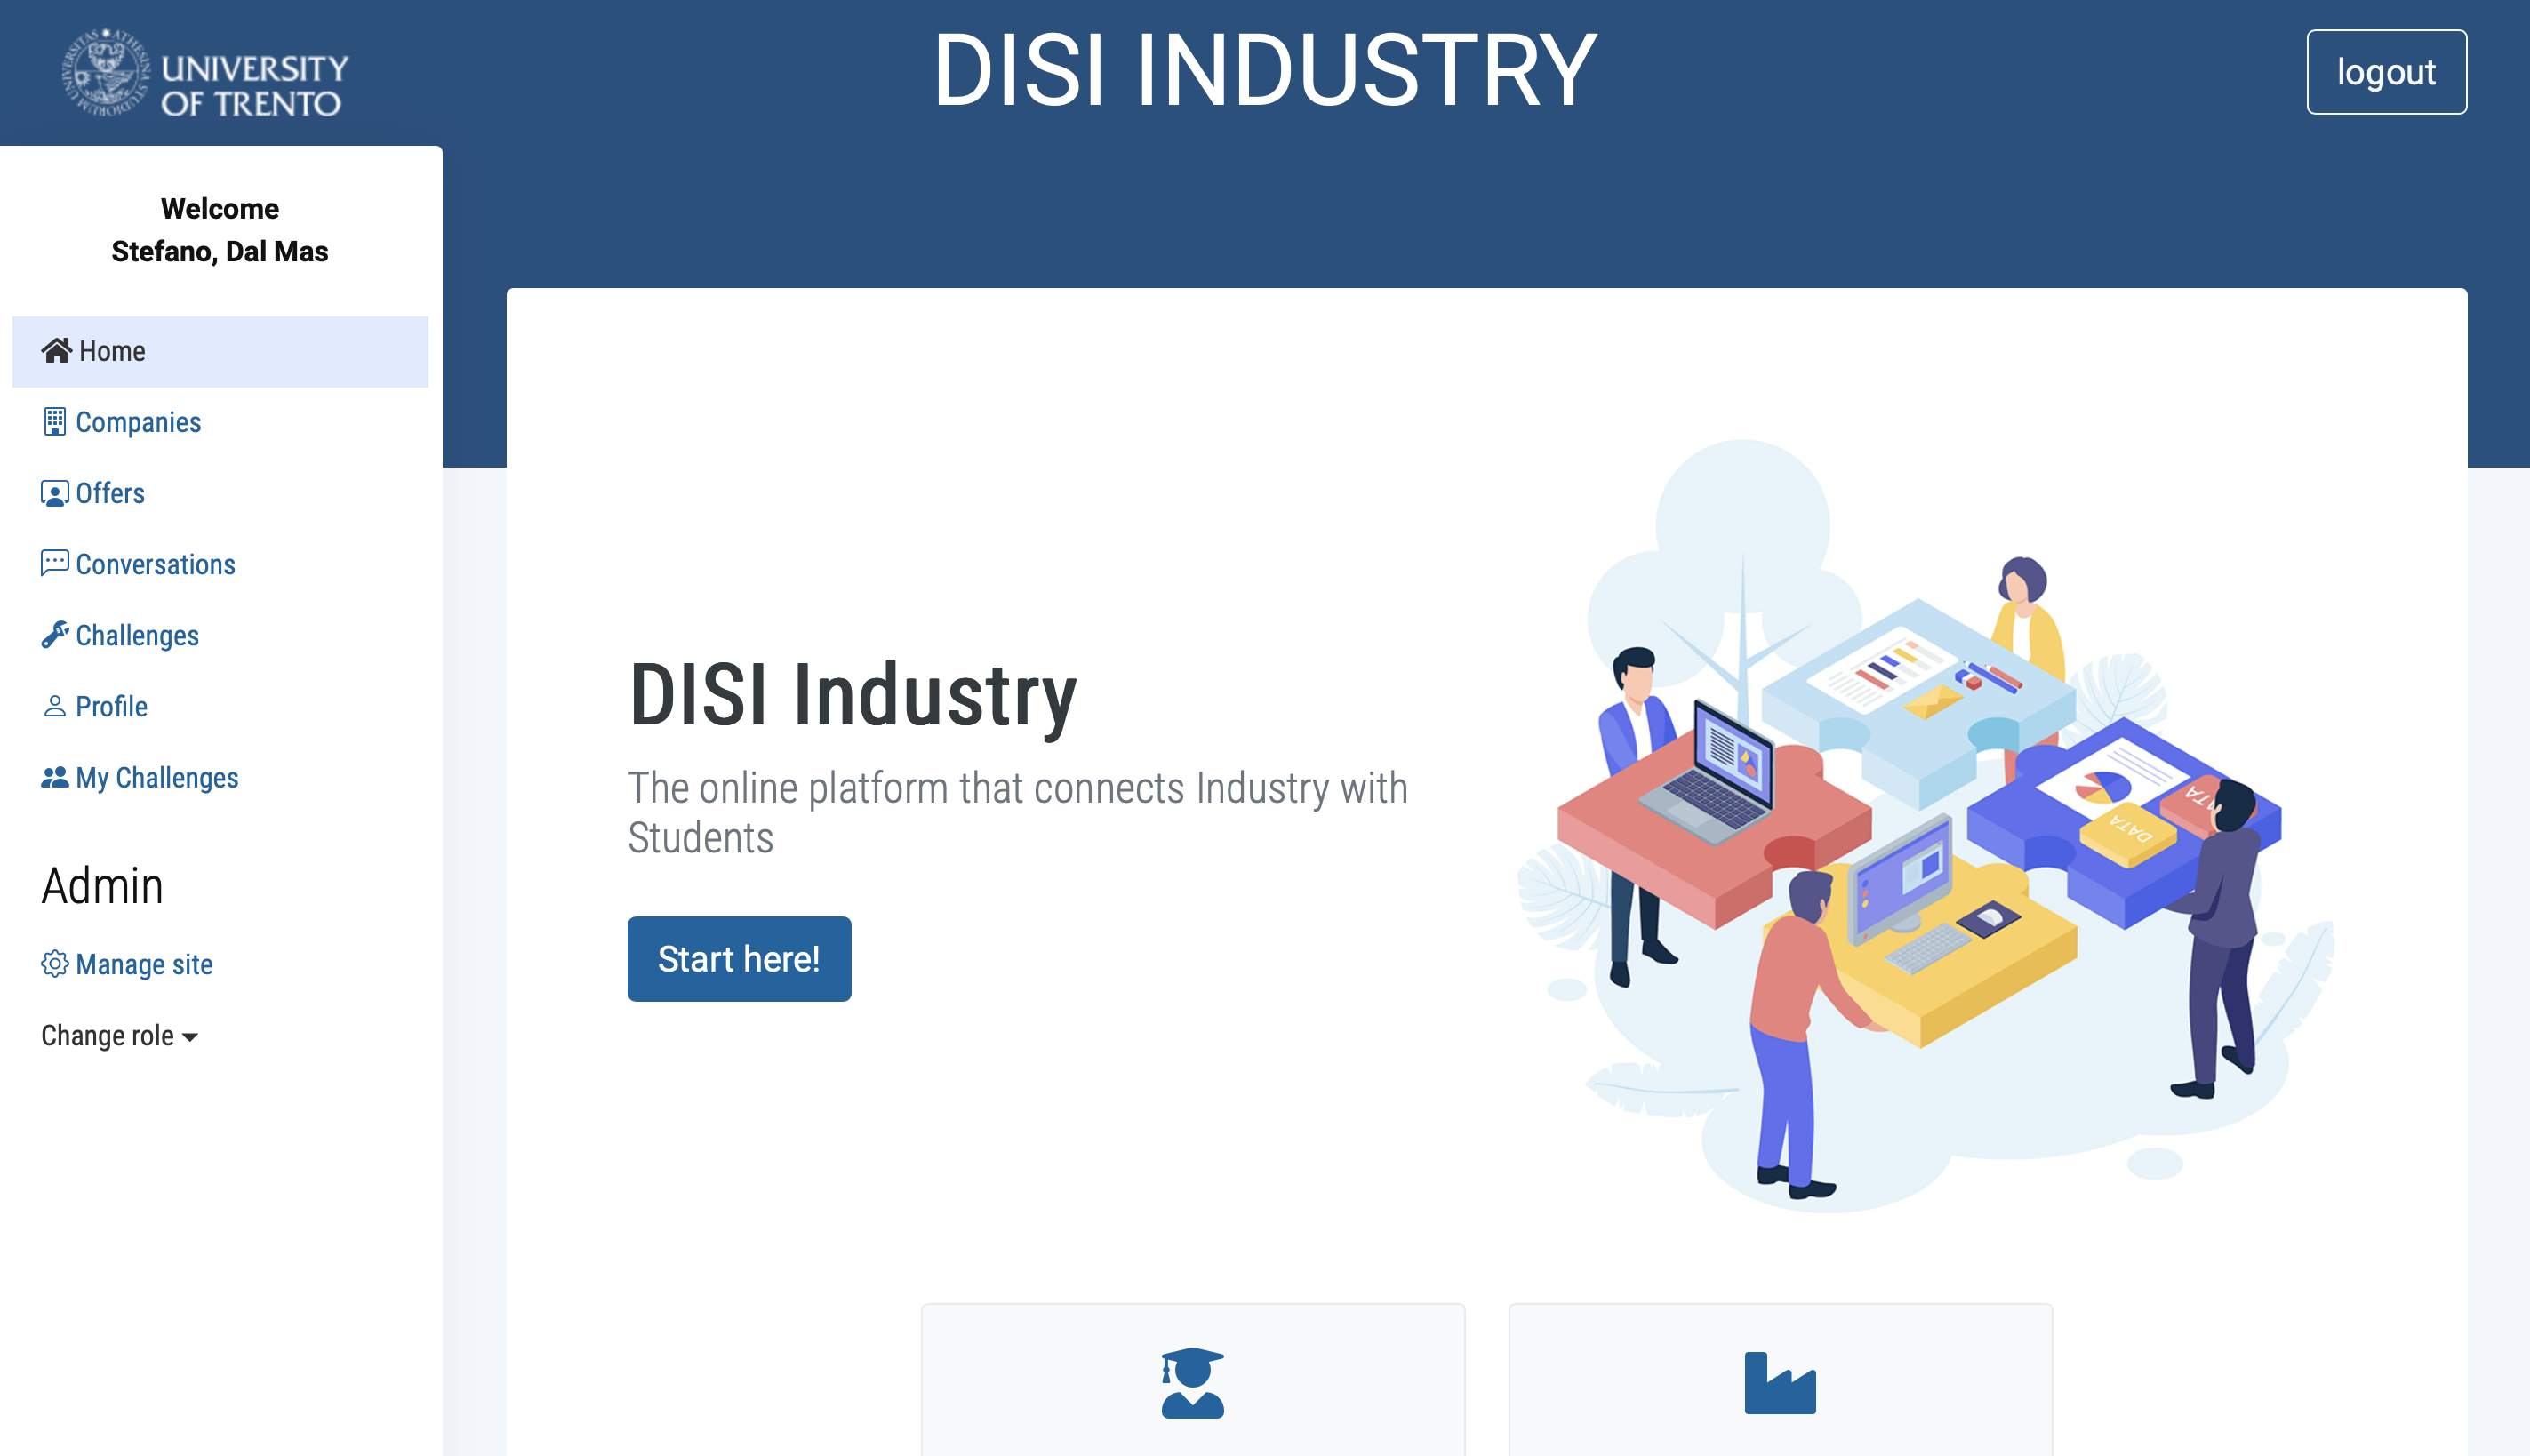 UNIVERSITY
OF TRENTO
DISI INDUSTRY
logout
Welcome
Stefano, Dal Mas
Home
Companies
Offers
Conversations
Challenges
Profile
My Challenges
Admin
Manage site
Change role
DISI Industry
The online platform that connects Industry with
Students
Start here!
DATA